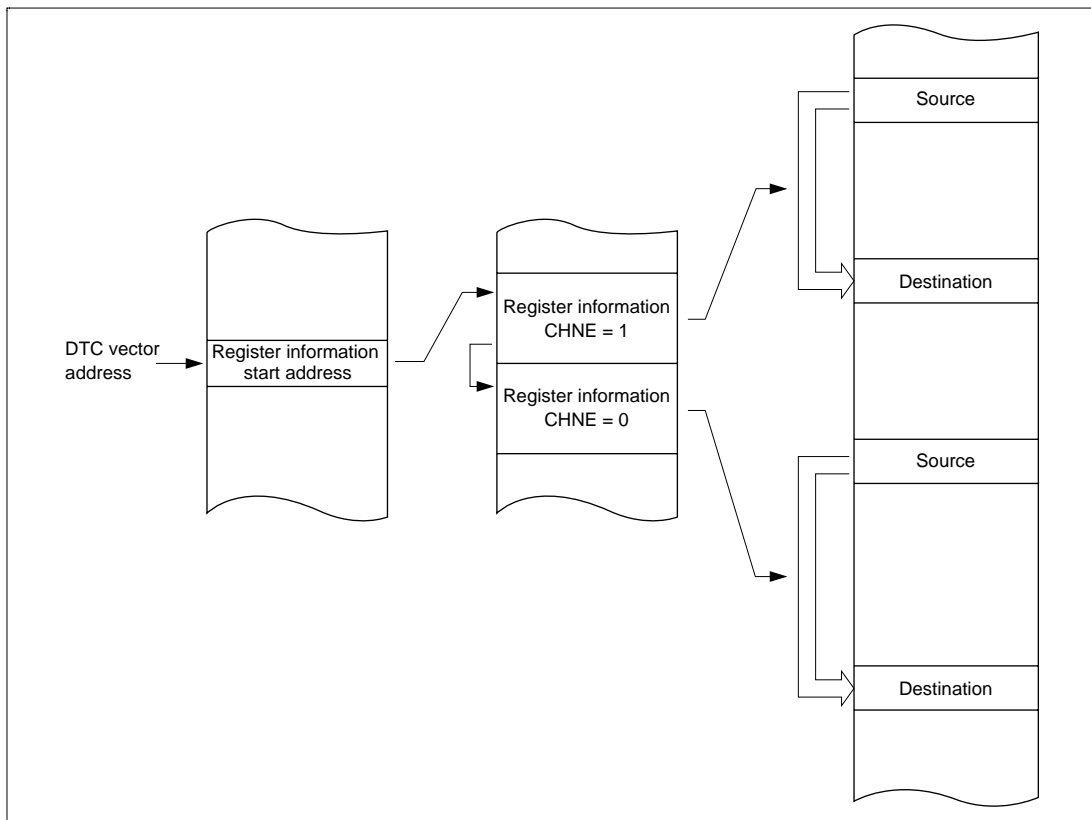 DTC vector
address
Register information
start address
Register information
CHNE = 1
Register information
CHNE = 0
Source
Destination
Source
Destination